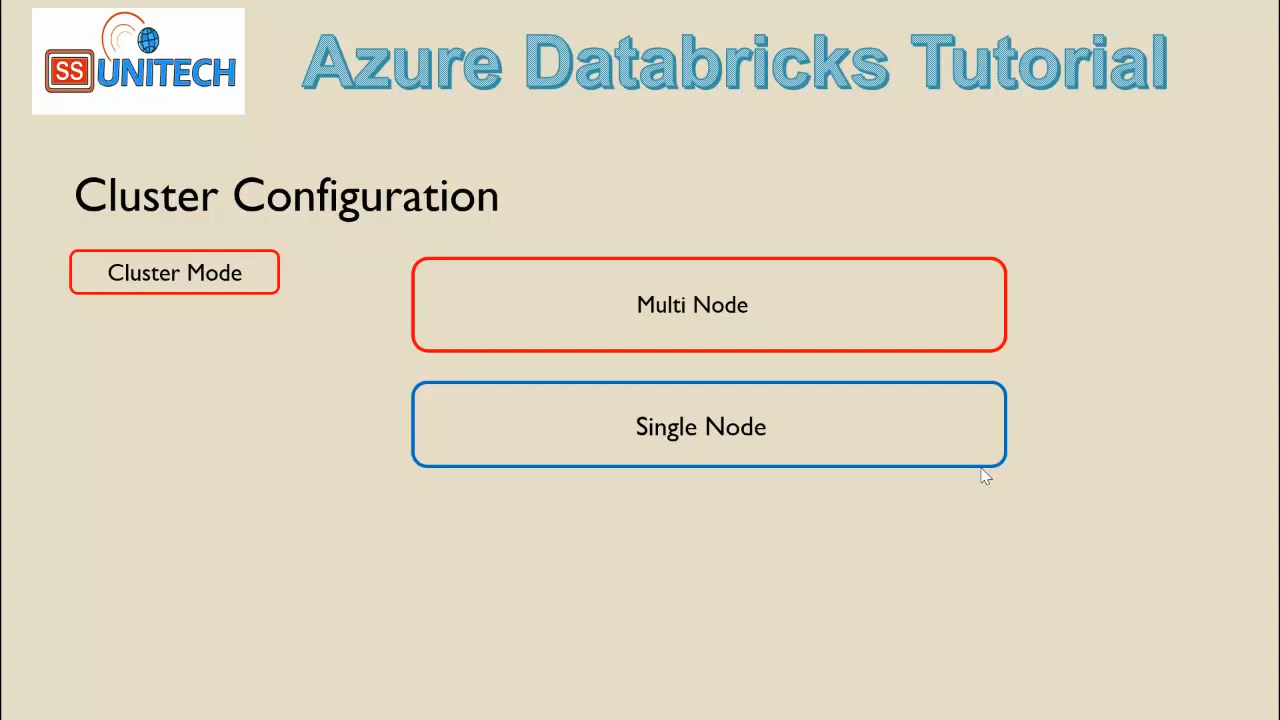 SS UNITECH
Azure Databricks Tutorial
Cluster Configuration
Cluster Mode
Multi Node
Single Node